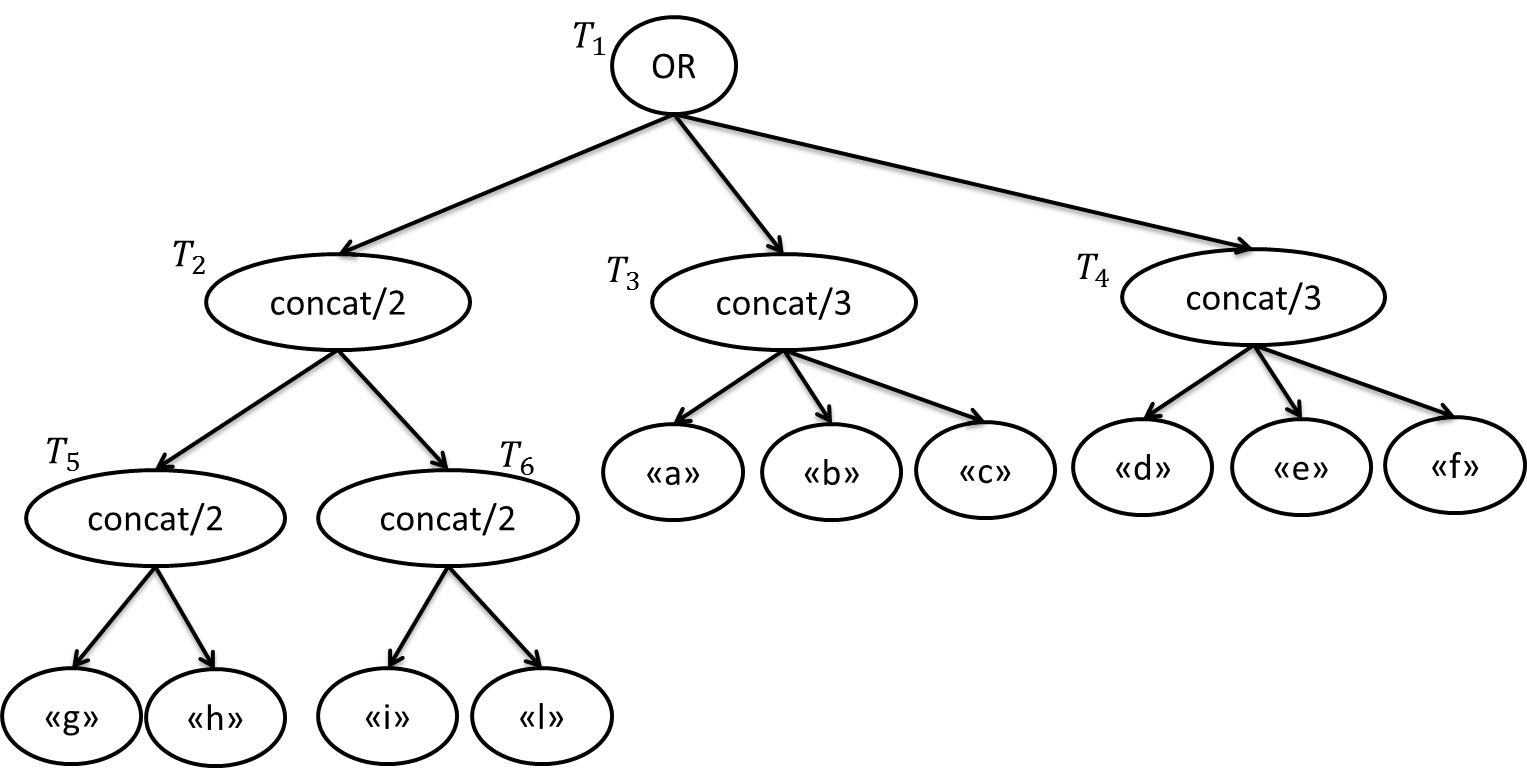 T1
OR
T2
concat/2
T3
concat/3
T4
concat/3
T5
concat/2
T6
concat/2
«a»
«b»
«c»
«d»
«e»
«f»
«g»
«h»
«i»
«l»